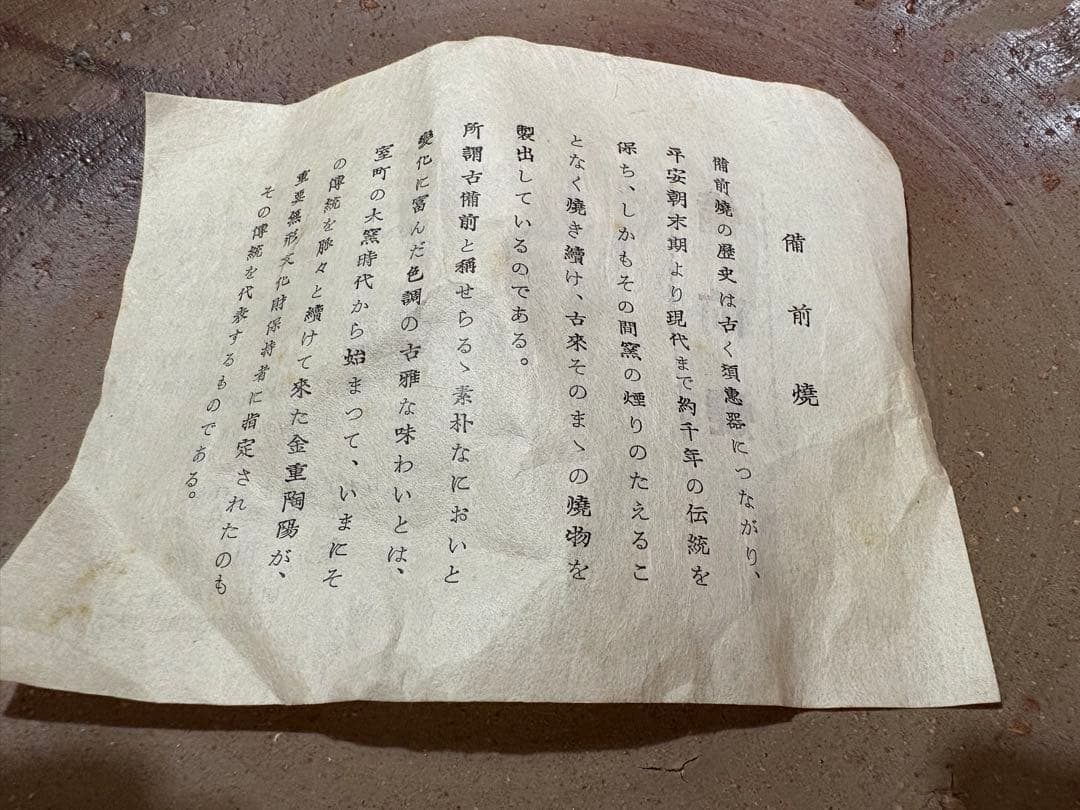 備前燒
備前燒の歴史は古く須惠器につながり、
平安朝末期より現代まで約千年の伝統を
保ち、しかもその間窯の煙りのたえるこ
となく燒き續け、古來そのまゝの燒物を
製出しているのである。
所謂古備前と稱せらるゝ素朴なにおいと
變化に富んだ色調の古雅な味わいとは、
室町の大窯時代から始まつて、いまにそ
の傳統を脈々と續けて來た金重陶陽が、
重要無形文化財保持者に指定されたのも
その傳統を代表するものである。